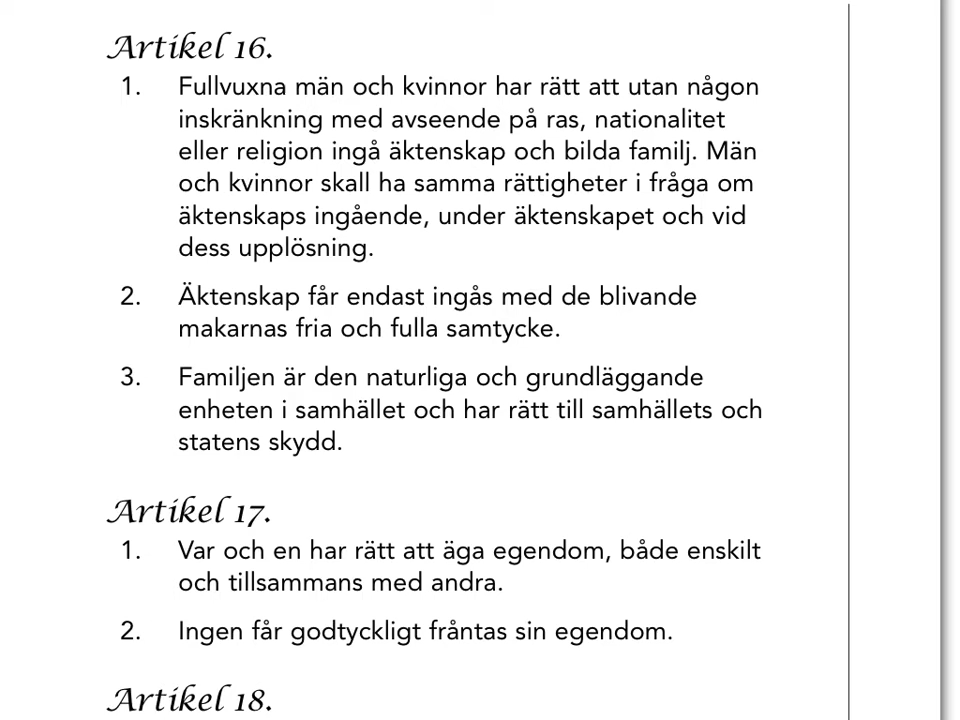 Artikel 16.
1. Fullvuxna män och kvinnor har rätt att utan någon
inskränkning med avseende på ras, nationalitet
eller religion ingå äktenskap och bilda familj. Män
och kvinnor skall ha samma rättigheter i fråga om
äktenskaps ingående, under äktenskapet och vid
dess upplösning.
2. Äktenskap får endast ingås med de blivande
makarnas fria och fulla samtycke.
3. Familjen är den naturliga och grundläggande
enheten i samhället och har rätt till samhällets och
statens skydd.
Artikel 17.
1. Var och en har rätt att äga egendom, både enskilt
och tillsammans med andra.
2. Ingen får godtyckligt fråntas sin egendom.
Artikel 18.